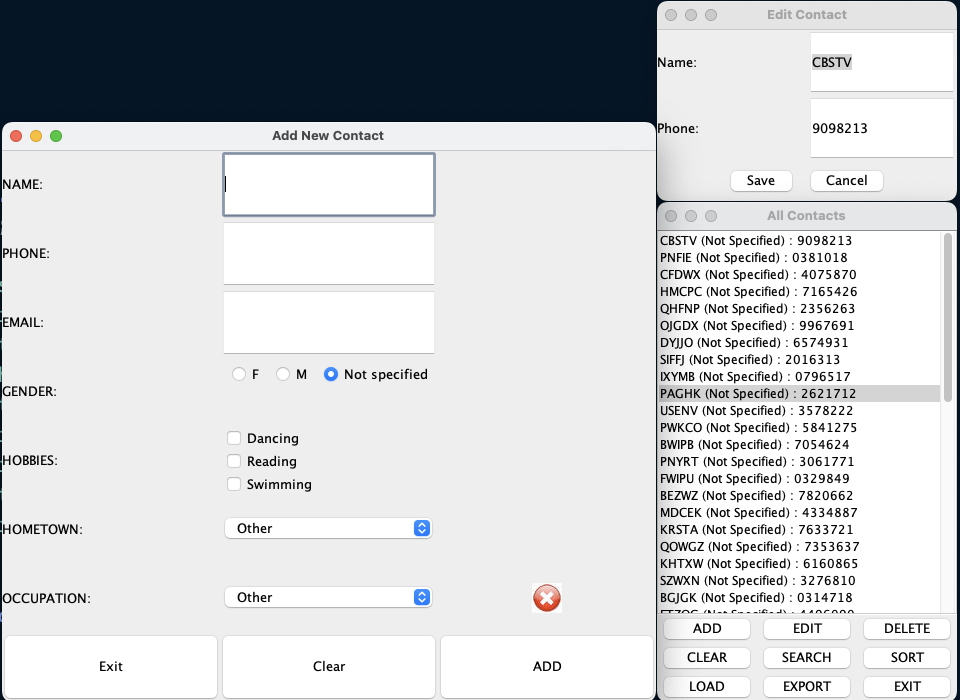 Edit Contact
Name: CBSTV
Phone: 9098213
Save Cancel
Add New Contact
NAME:
PHONE:
EMAIL:
GENDER: F M Not specified
HOBBIES: Dancing
Reading
Swimming
HOMETOWN: Other
OCCUPATION: Other
Exit Clear ADD
All Contacts
CBSTV (Not Specified) : 9098213
PNFIE (Not Specified) : 0381018
CFDWX (Not Specified) : 4075870
HMCPC (Not Specified) : 7165426
QHFNP (Not Specified) : 2356263
OJGDX (Not Specified) : 9967691
DYJJO (Not Specified) : 6574931
SIFFJ (Not Specified) : 2016313
IXYMB (Not Specified) : 0796517
PAGHK (Not Specified) : 2621712
USENV (Not Specified) : 3578222
PWKCO (Not Specified) : 5841275
BWIPB (Not Specified) : 7054624
PNYRT (Not Specified) : 3061771
FWIPU (Not Specified) : 0329849
BEZWZ (Not Specified) : 7820662
MDCEK (Not Specified) : 4334887
KRSTA (Not Specified) : 7633721
QOWGZ (Not Specified) : 7353637
KHTXW (Not Specified) : 6160865
SZWXN (Not Specified) : 3276810
BGJGK (Not Specified) : 0314718
(Not Specified) :
ADD EDIT DELETE
CLEAR SEARCH SORT
LOAD EXPORT EXIT